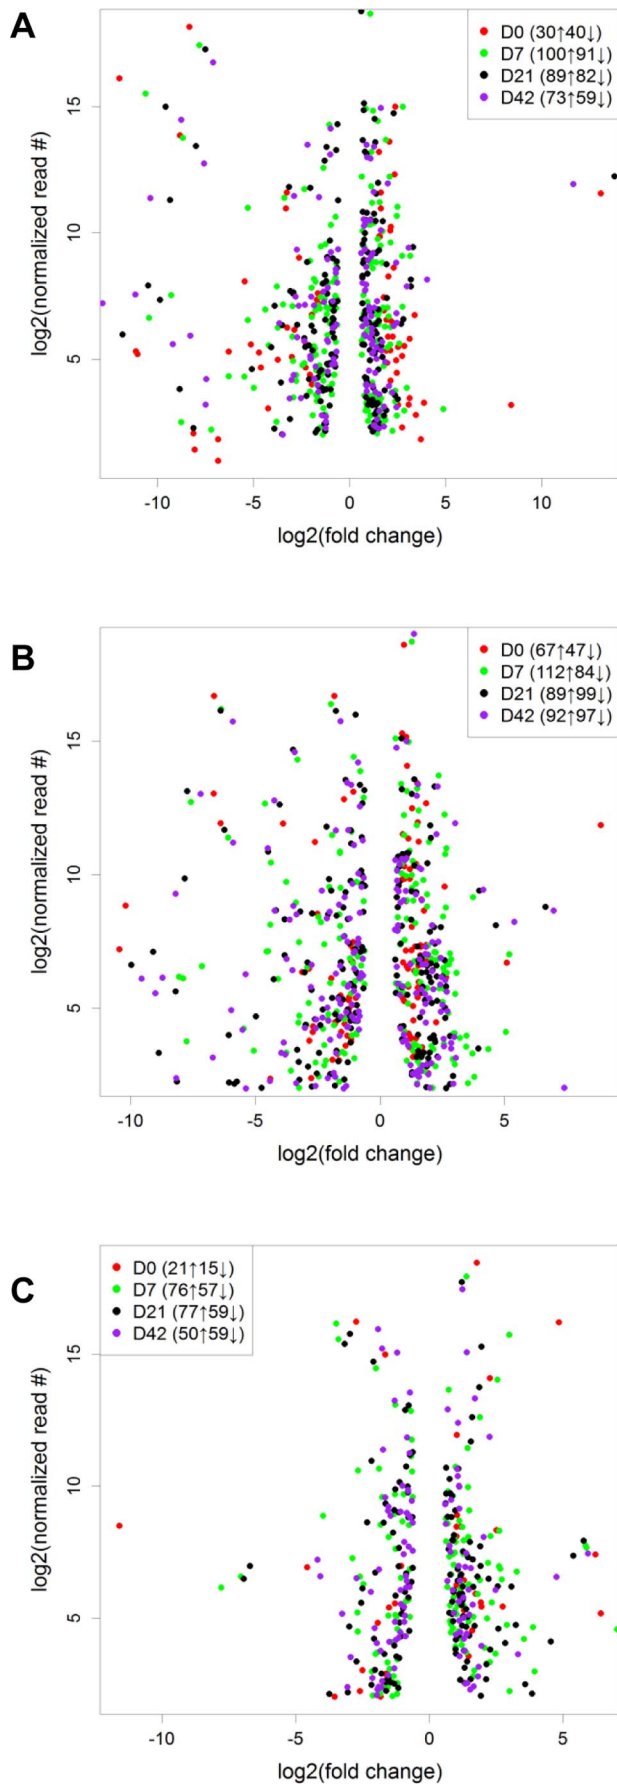 A
D0 (30↑40↓)
D7 (100↑91↓)
D21 (89↑82↓)
D42 (73↑59↓)
log2(normalized read #)
15
10
5
-10 -5 0 5 10
log2(fold change)
B
D0 (67↑47↓)
D7 (112↑84↓)
D21 (89↑99↓)
D42 (92↑97↓)
log2(normalized read #)
15
10
5
-10 -5 0 5
log2(fold change)
C
D0 (21↑15↓)
D7 (76↑57↓)
D21 (77↑59↓)
D42 (50↑59↓)
log2(normalized read #)
15
10
5
-10 -5 0 5
log2(fold change)